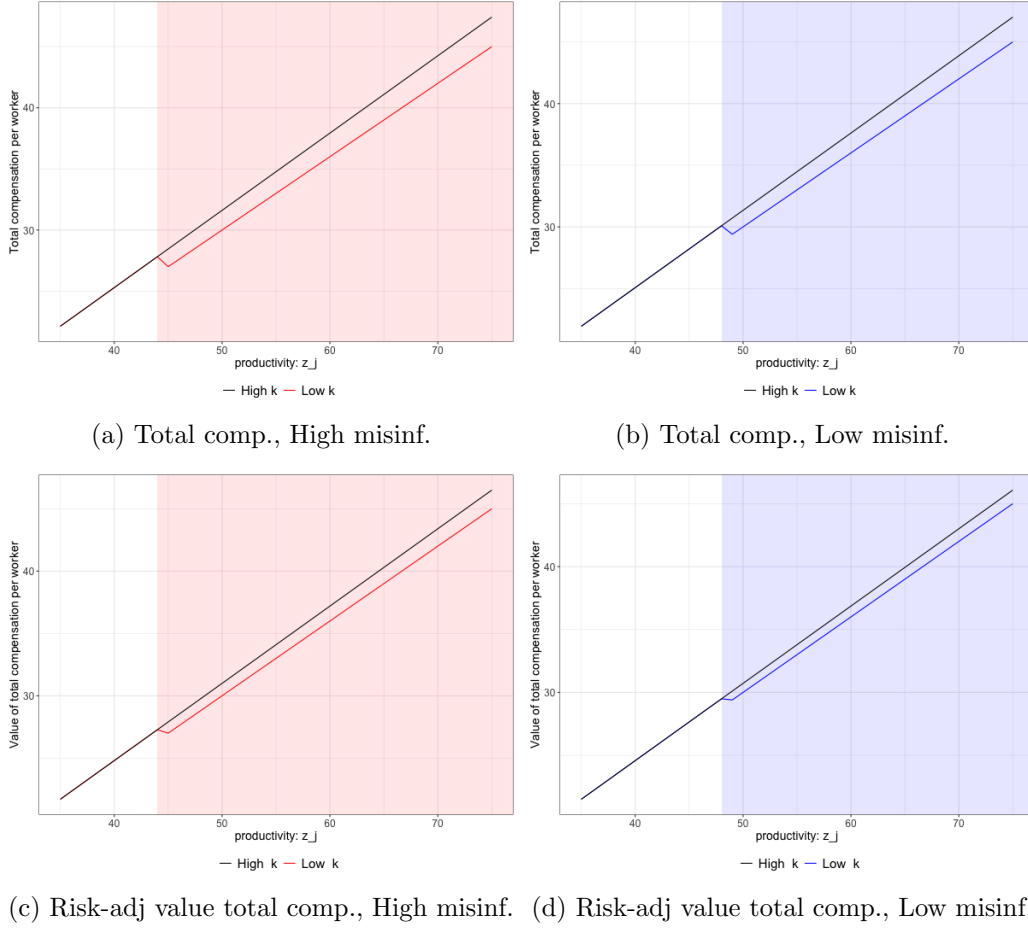 Total compensation per worker
40
30
40 50 60 70
productivity: z_j
High k Low k
(a) Total comp., High misinf.
Total compensation per worker
40
30
40 50 60 70
productivity: z_j
High k Low k
(b) Total comp., Low misinf.
Value of total compensation per worker
40
30
40 50 60 70
productivity: z_j
High k Low k
(c) Risk-adj value total comp., High misinf.
Value of total compensation per worker
40
30
40 50 60 70
productivity: z_j
High k Low k
(d) Risk-adj value total comp., Low misinf.